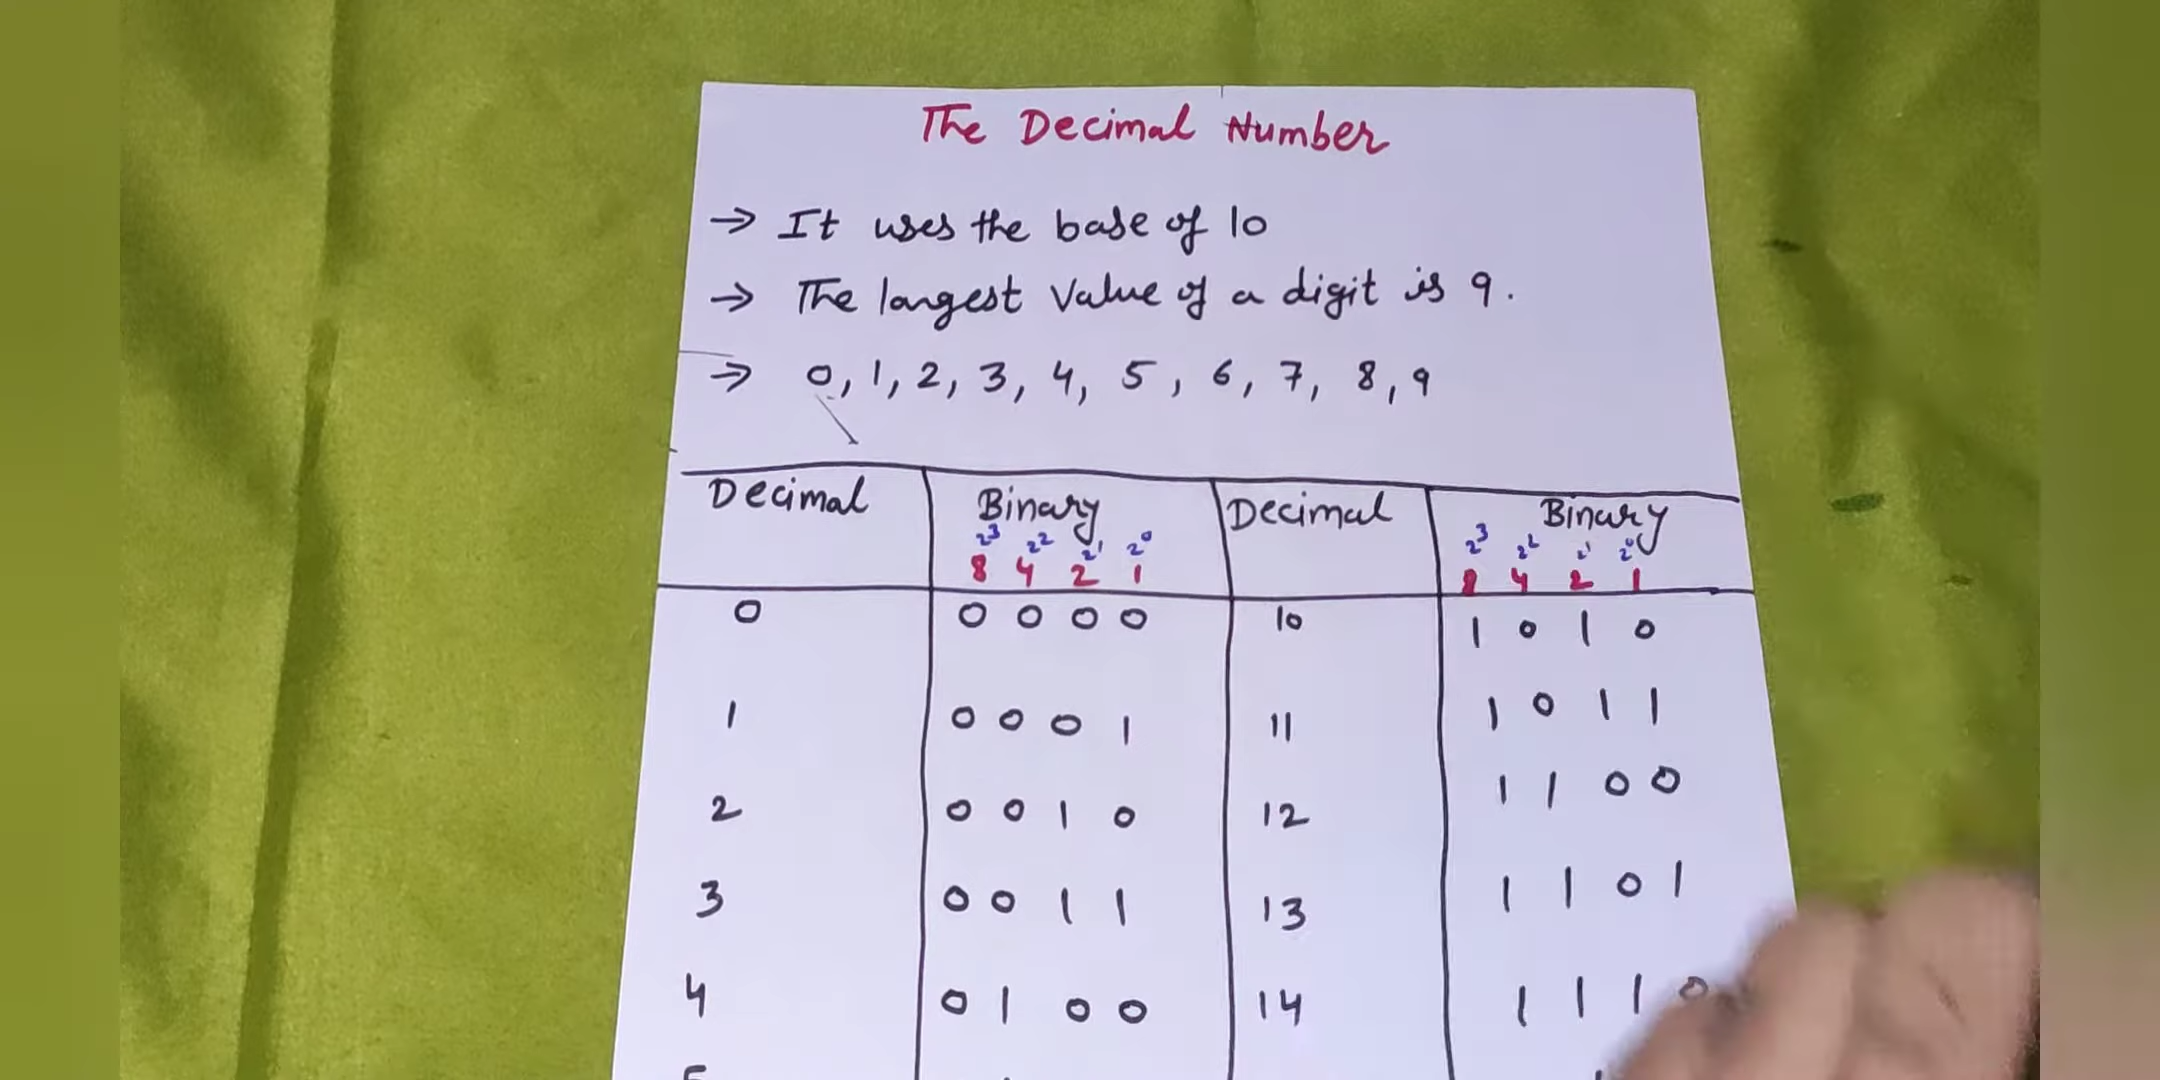 The Decimal Number
→ It uses the base of 10
→ The largest value of a digit is 9.
→ 0, 1, 2, 3, 4, 5, 6, 7, 8, 9
Decimal Binary Decimal Binary
2³ 2² 2¹ 2⁰ 2³ 2² 2¹ 2⁰
8 4 2 1 8 4 2 1
0 0 0 0 0 10 1 0 1 0
1 0 0 0 1 11 1 0 1 1
2 0 0 1 0 12 1 1 0 0
3 0 0 1 1 13 1 1 0 1
4 0 1 0 0 14 1 1 1 0